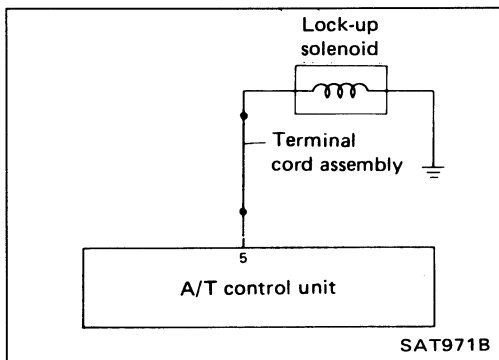 Lock-up
solenoid
Terminal
cord assembly
5
A/T control unit
SAT971B